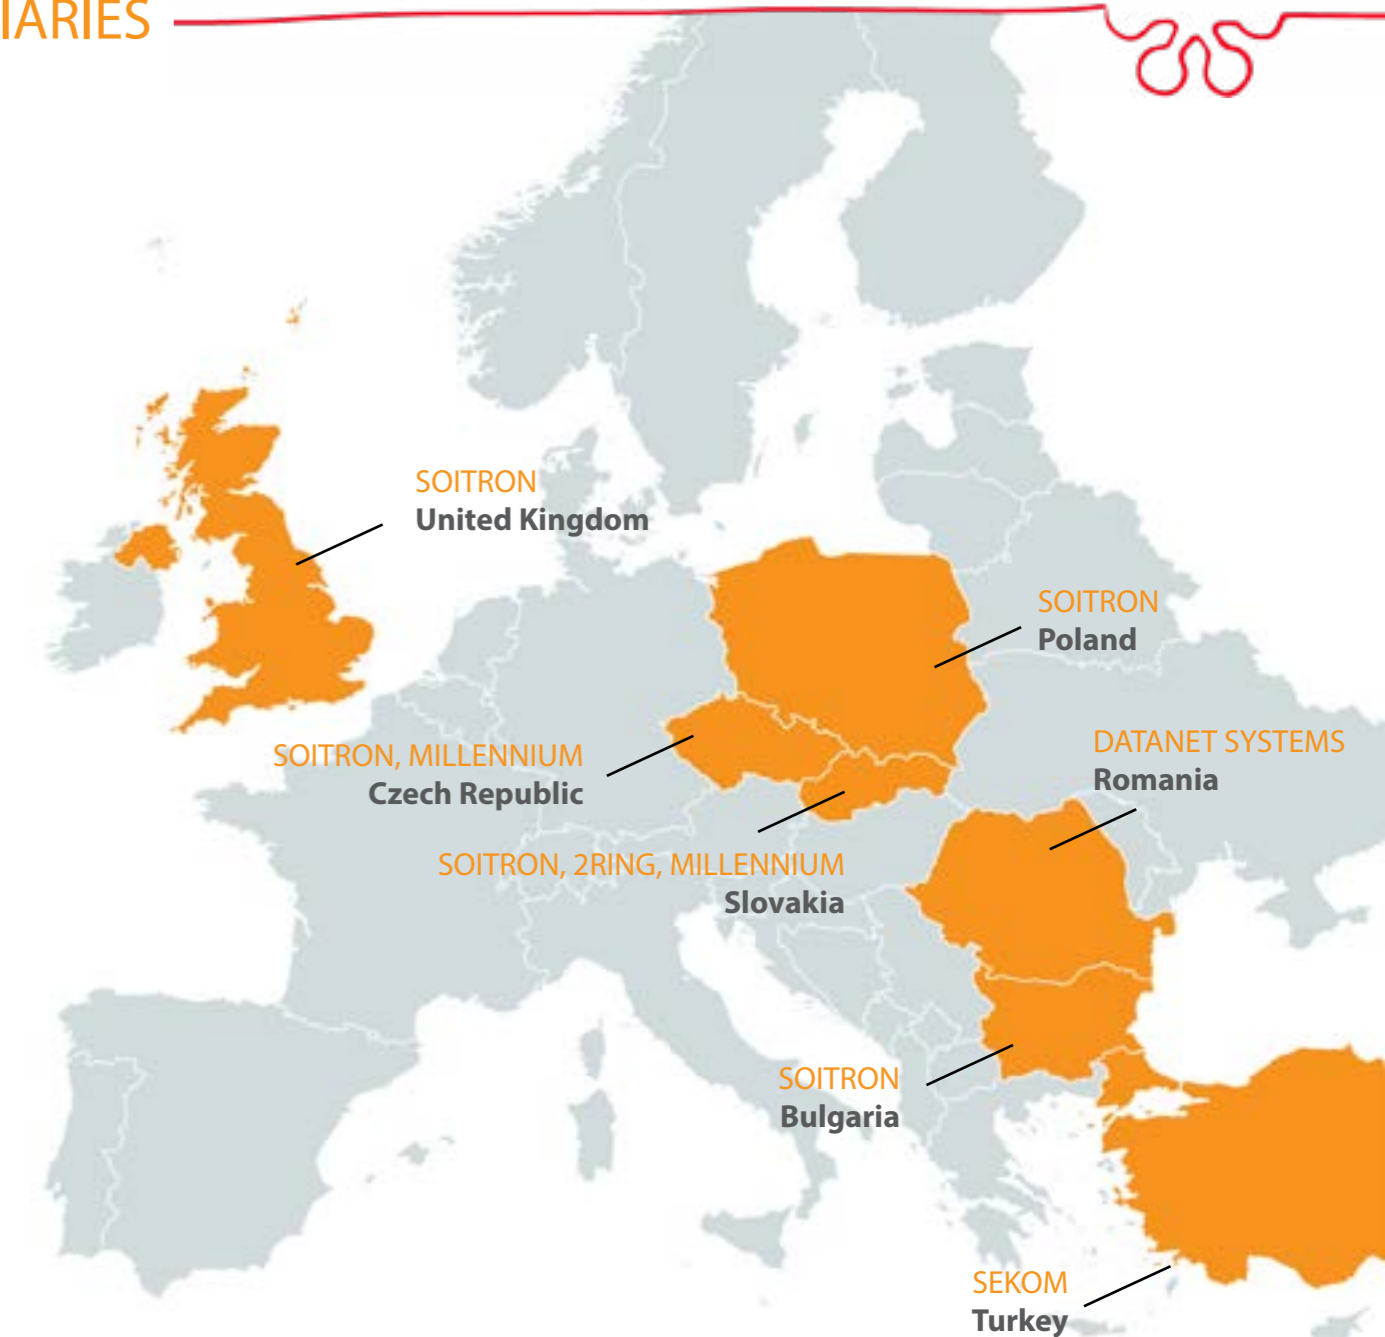 IARIES
SOITRON
United Kingdom
SOITRON
Poland
SOITRON, MILLENNIUM
Czech Republic
DATANET SYSTEMS
Romania
SOITRON, 2RING, MILLENNIUM
Slovakia
SOITRON
Bulgaria
SEKOM
Turkey